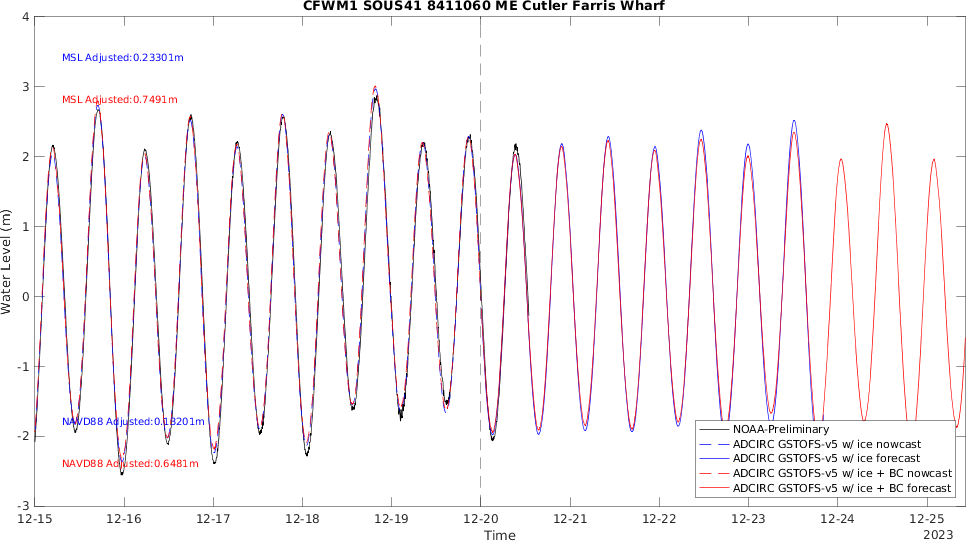 CFWM1 SOUS41 8411060 ME Cutler Farris Wharf
4
3
2
1
0
-1
-2
-3
Water Level (m)
MSL Adjusted:0.23301m
MSL Adjusted:0.7491m
NAVD88 Adjusted:0.13201m
NAVD88 Adjusted:0.6481m
NOAA-Preliminary
ADCIRC GSTOFS-v5 w/ ice nowcast
ADCIRC GSTOFS-v5 w/ ice forecast
ADCIRC GSTOFS-v5 w/ ice + BC nowcast
ADCIRC GSTOFS-v5 w/ ice + BC forecast
12-15 12-16 12-17 12-18 12-19 12-20 12-21 12-22 12-23 12-24 12-25
Time
2023